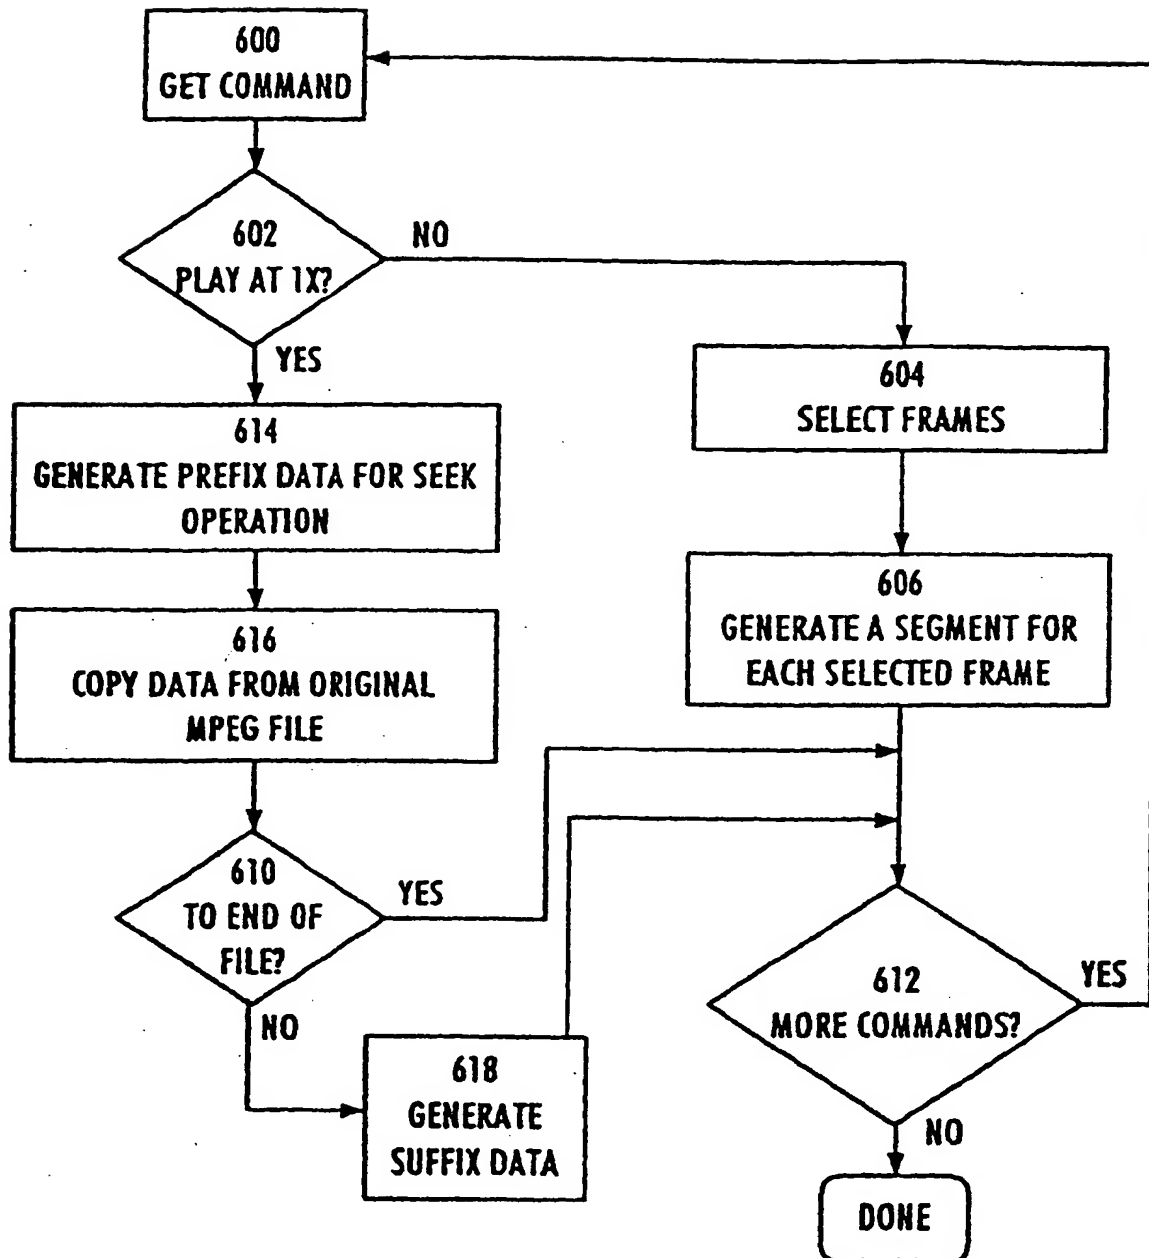 600
GET COMMAND
602
PLAY AT 1X?
NO
YES
604
SELECT FRAMES
614
GENERATE PREFIX DATA FOR SEEK
OPERATION
606
GENERATE A SEGMENT FOR
EACH SELECTED FRAME
616
COPY DATA FROM ORIGINAL
MPEG FILE
610
TO END OF
FILE?
YES
NO
612
MORE COMMANDS?
YES
NO
618
GENERATE
SUFFIX DATA
DONE